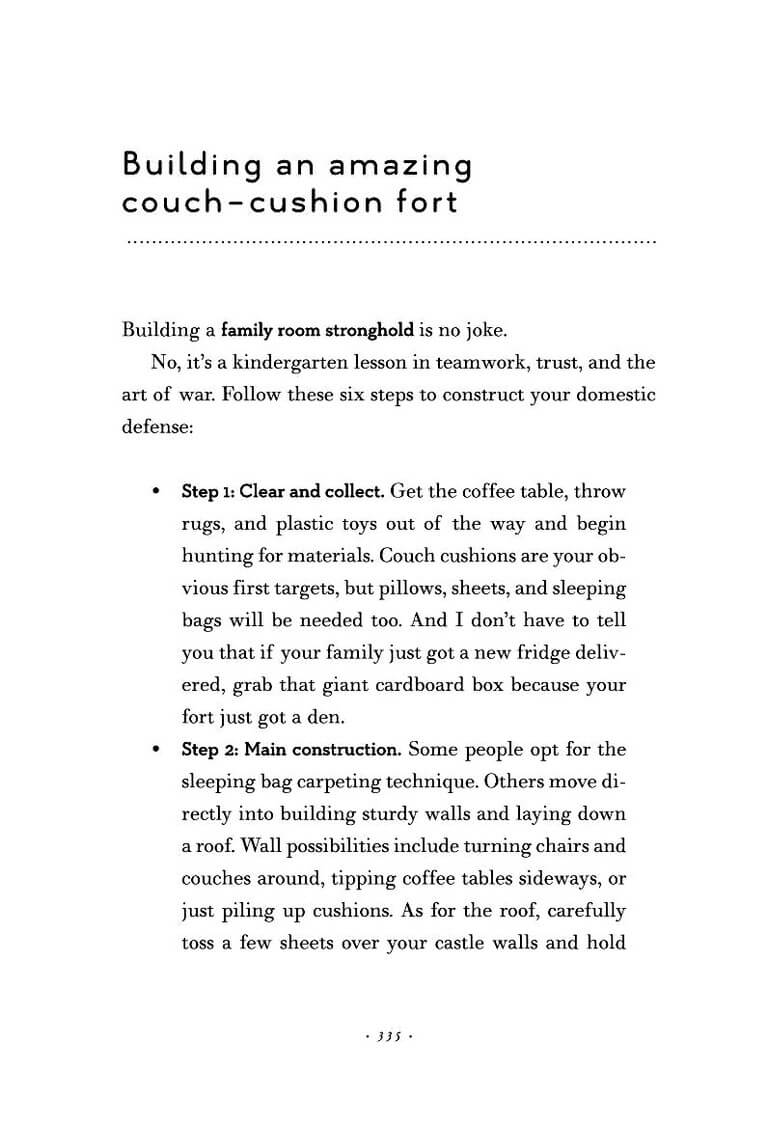 Building an amazing
couch-cushion fort
Building a family room stronghold is no joke.
No, it's a kindergarten lesson in teamwork, trust, and the
art of war. Follow these six steps to construct your domestic
defense:
• Step 1: Clear and collect. Get the coffee table, throw
rugs, and plastic toys out of the way and begin
hunting for materials. Couch cushions are your ob-
vious first targets, but pillows, sheets, and sleeping
bags will be needed too. And I don't have to tell
you that if your family just got a new fridge deliv-
ered, grab that giant cardboard box because your
fort just got a den.
• Step 2: Main construction. Some people opt for the
sleeping bag carpeting technique. Others move di-
rectly into building sturdy walls and laying down
a roof. Wall possibilities include turning chairs and
couches around, tipping coffee tables sideways, or
just piling up cushions. As for the roof, carefully
toss a few sheets over your castle walls and hold
· 335 ·